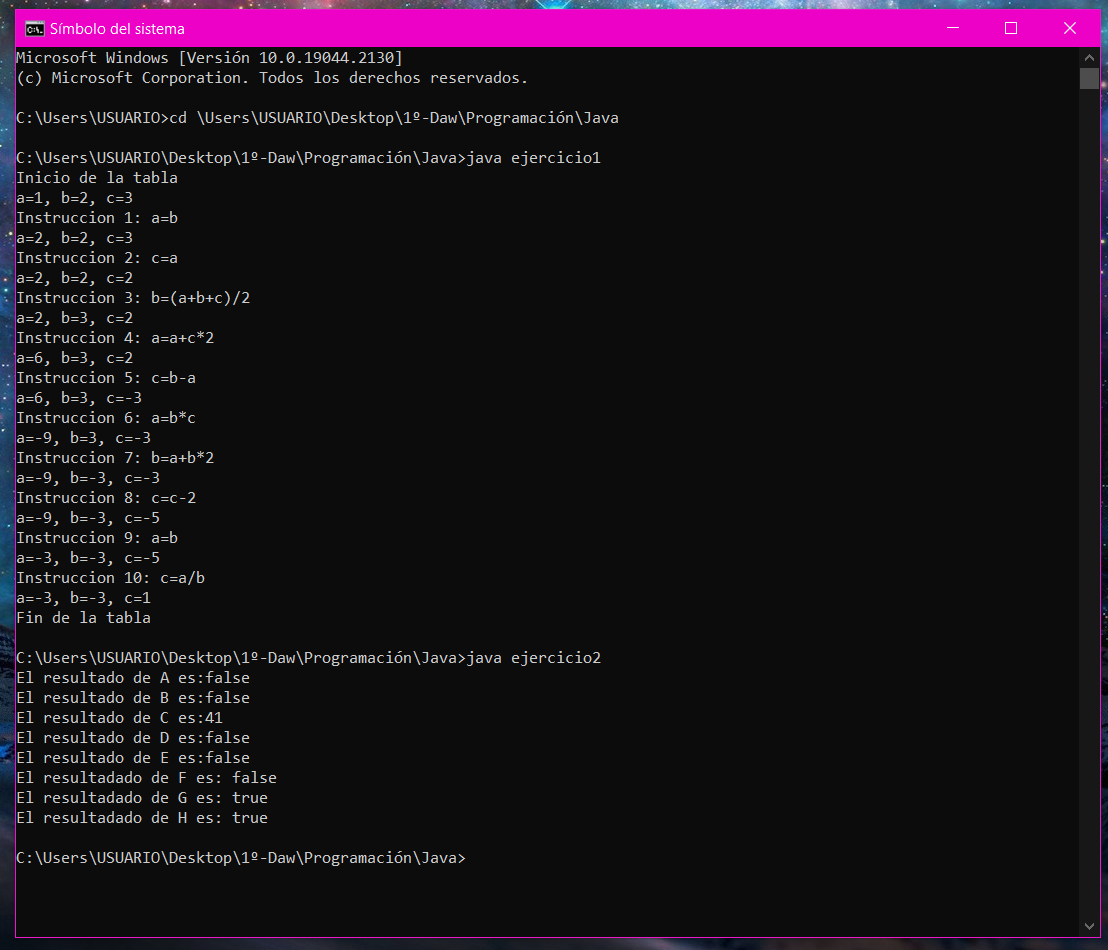 Símbolo del sistema
Microsoft Windows [Versión 10.0.19044.2130]
(c) Microsoft Corporation. Todos los derechos reservados.
C:\Users\USUARIO>cd \Users\USUARIO\Desktop\1º-Daw\Programación\Java
C:\Users\USUARIO\Desktop\1º-Daw\Programación\Java>java ejercicio1
Inicio de la tabla
a=1, b=2, c=3
Instruccion 1: a=b
a=2, b=2, c=3
Instruccion 2: c=a
a=2, b=2, c=2
Instruccion 3: b=(a+b+c)/2
a=2, b=3, c=2
Instruccion 4: a=a+c*2
a=6, b=3, c=2
Instruccion 5: c=b-a
a=6, b=3, c=-3
Instruccion 6: a=b*c
a=-9, b=3, c=-3
Instruccion 7: b=a+b*2
a=-9, b=-3, c=-3
Instruccion 8: c=c-2
a=-9, b=-3, c=-5
Instruccion 9: a=b
a=-3, b=-3, c=-5
Instruccion 10: c=a/b
a=-3, b=-3, c=1
Fin de la tabla
C:\Users\USUARIO\Desktop\1º-Daw\Programación\Java>java ejercicio2
El resultado de A es:false
El resultado de B es:false
El resultado de C es:41
El resultado de D es:false
El resultado de E es:false
El resultadado de F es: false
El resultadado de G es: true
El resultadado de H es: true
C:\Users\USUARIO\Desktop\1º-Daw\Programación\Java>